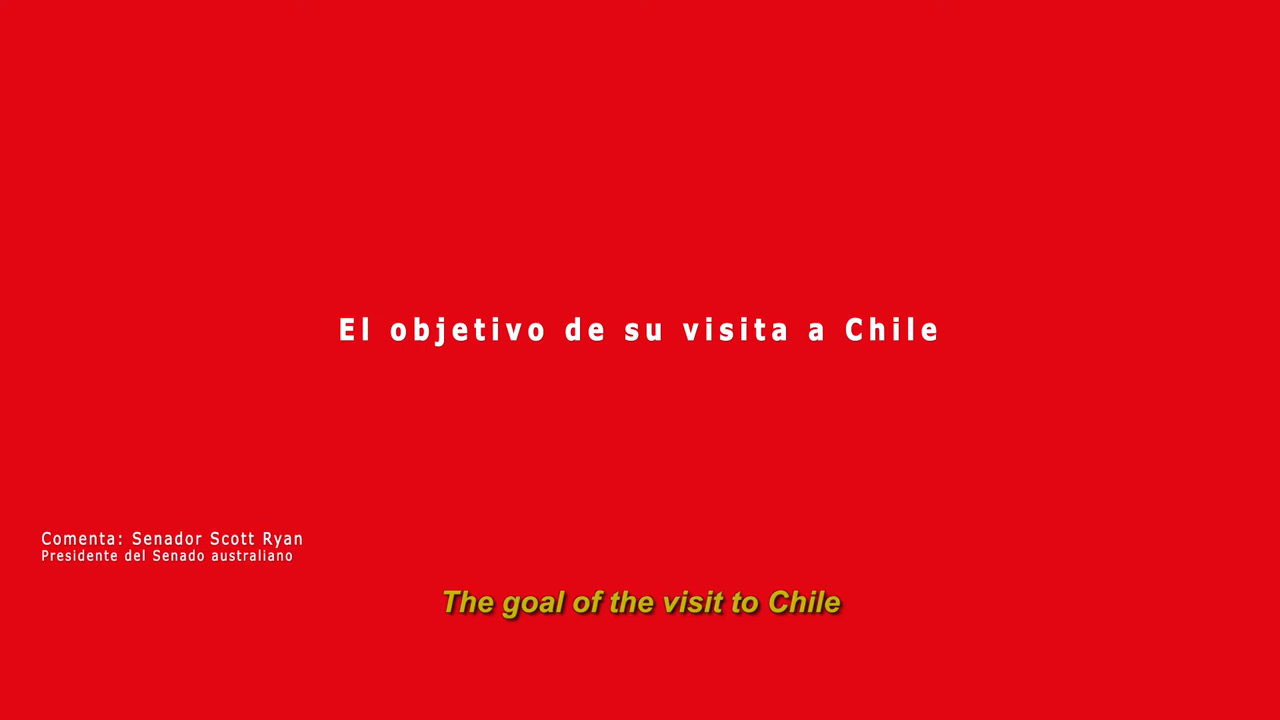 El objetivo de su visita a Chile
Comenta: Senador Scott Ryan
Presidente del Senado australiano
The goal of the visit to Chile